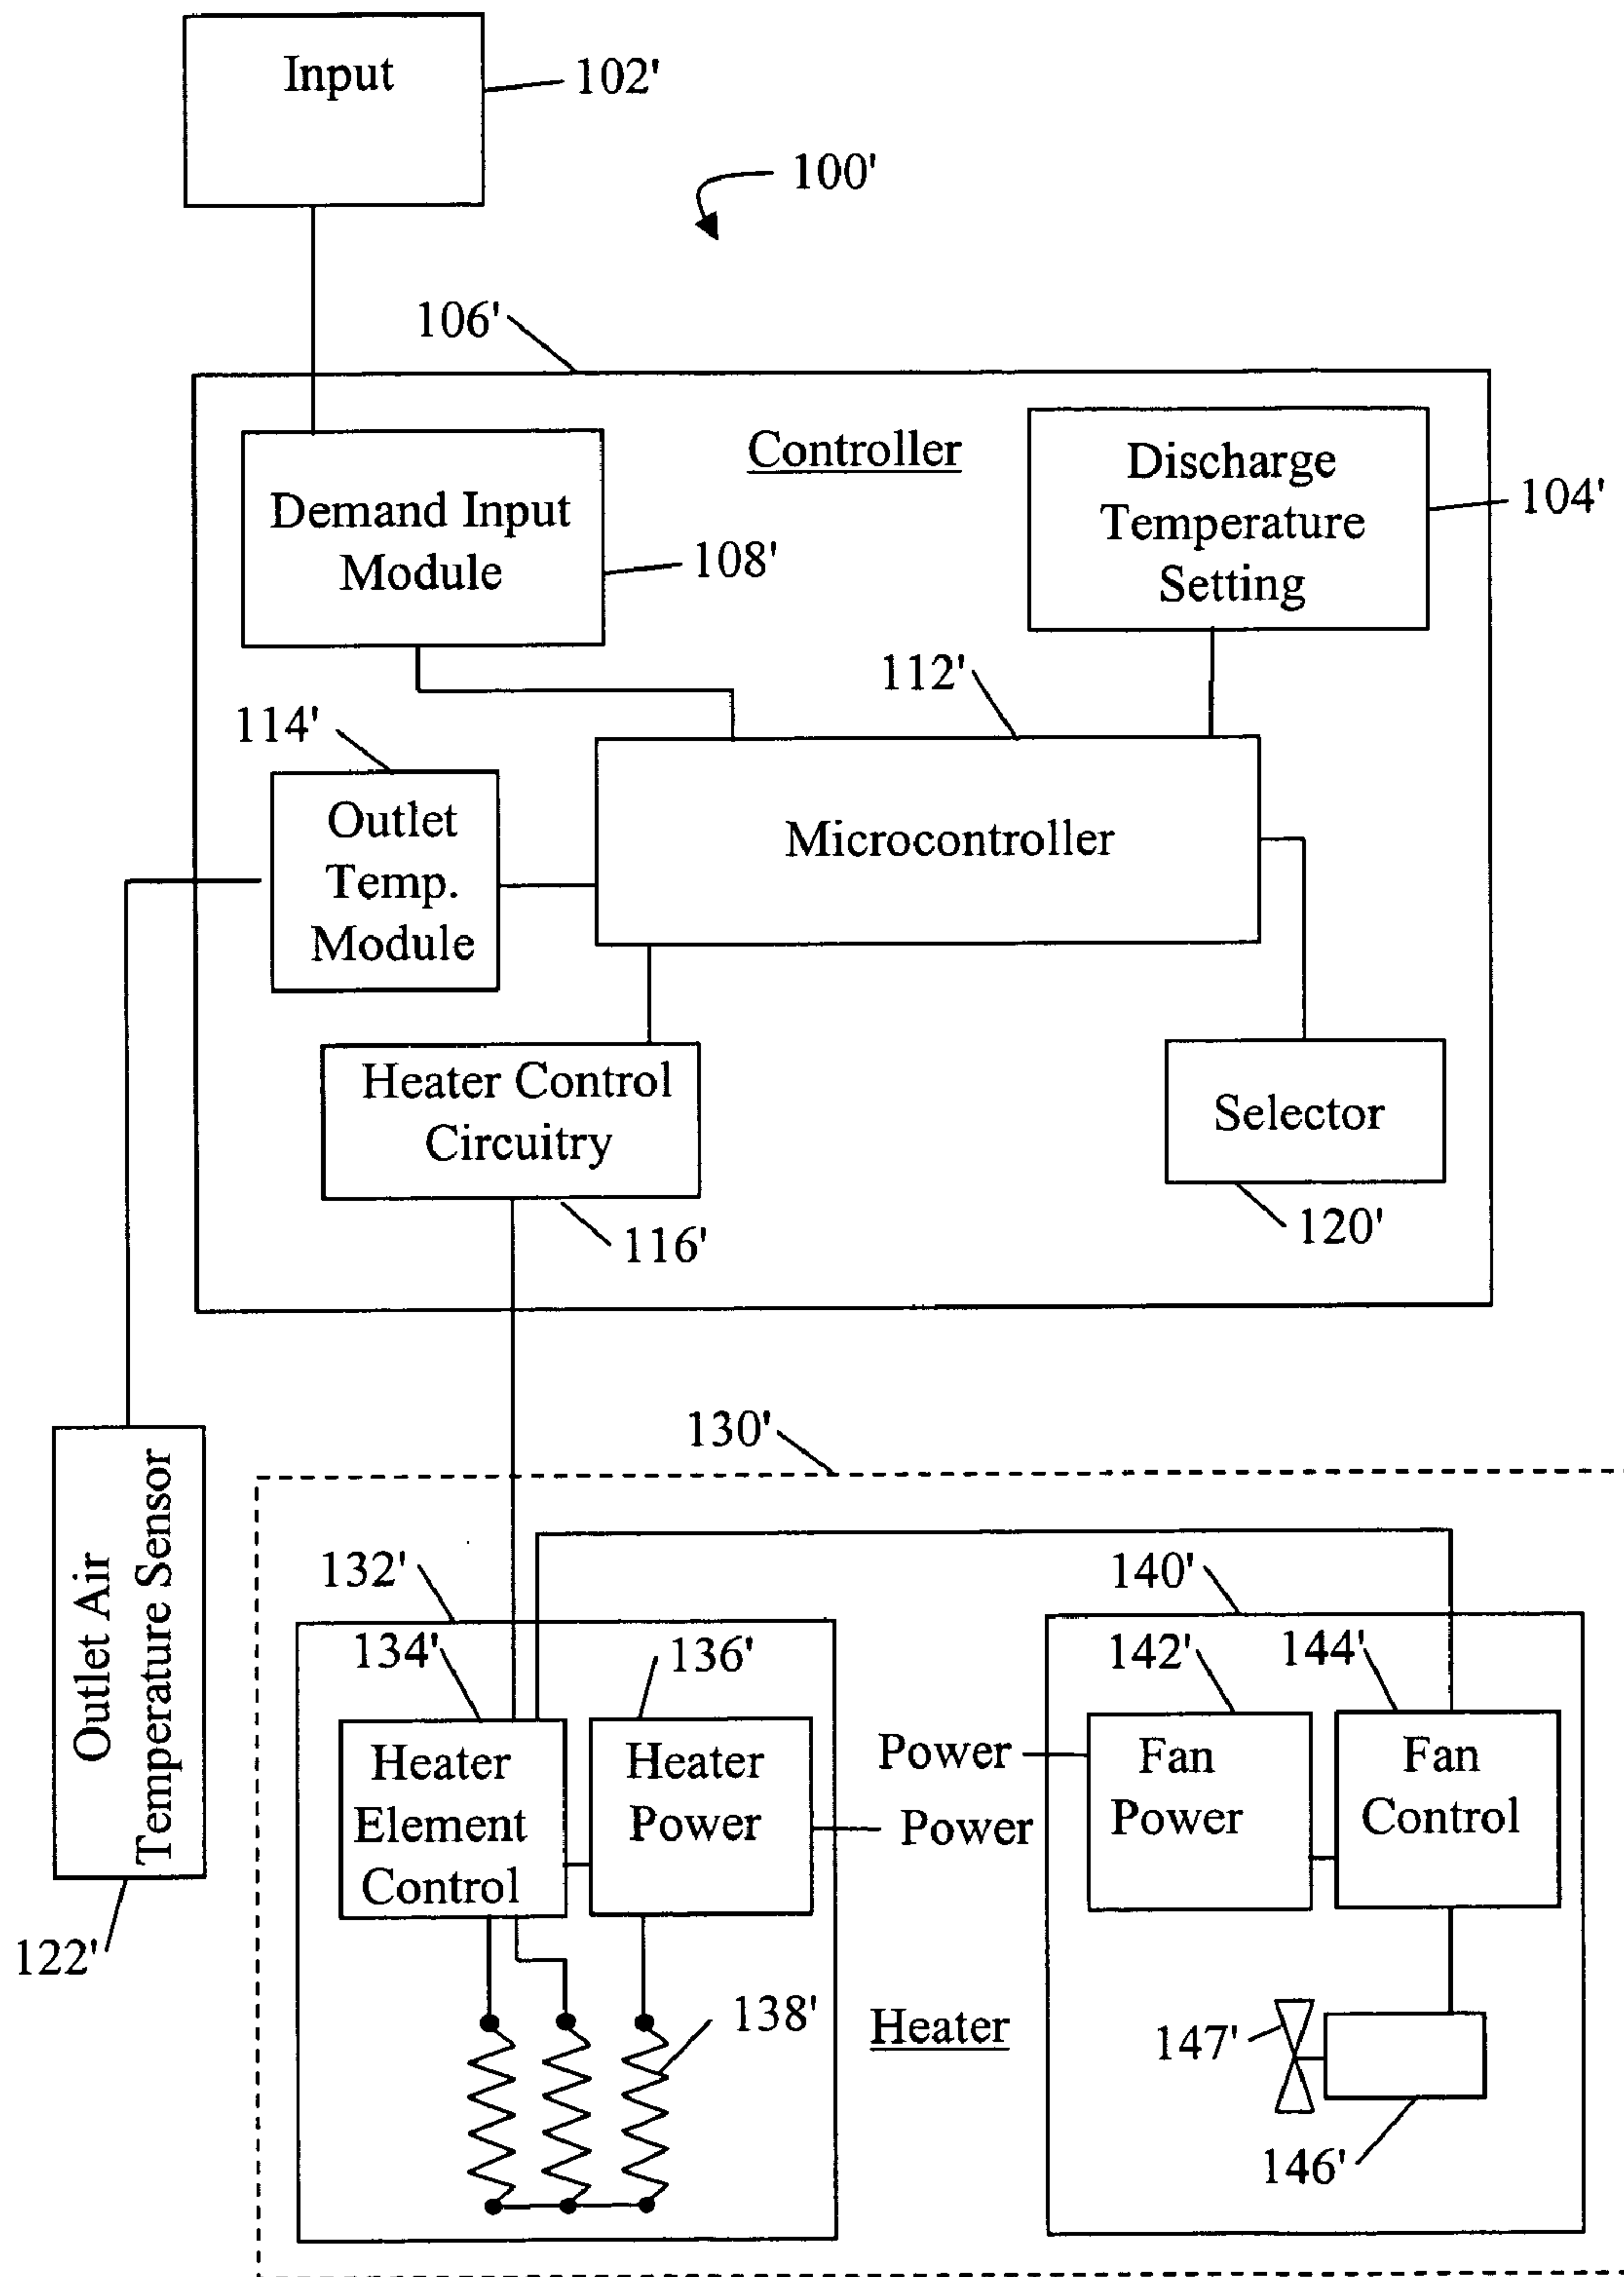 Input
102'
100'
106'
Controller
Discharge
Temperature
Setting
104'
Demand Input
Module
108'
112'
114'
Outlet
Temp.
Module
Microcontroller
Heater Control
Circuitry
116'
Selector
120'
130'
Outlet Air
Temperature Sensor
122'
132'
134'
136'
Heater
Element
Control
Heater
Power
Power
Power
138'
Heater
140'
142'
144'
Fan
Power
Fan
Control
147'
146'